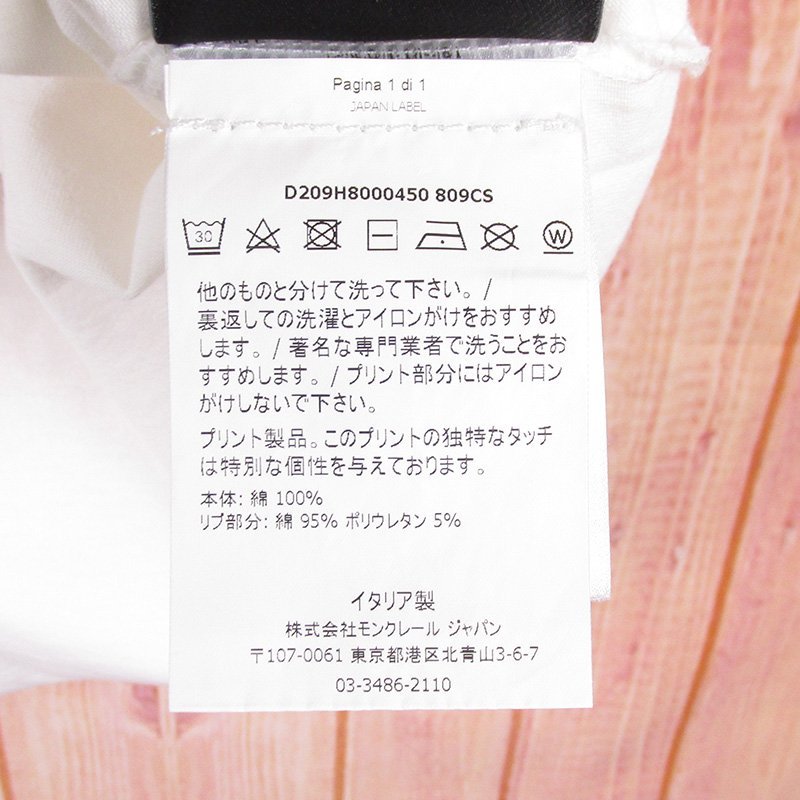 Pagina 1 di 1
JAPAN LABEL
D209H8000450 809CS
30
W
他のものと分けて洗って下さい。/
裏返しての洗濯とアイロンがけをおすすめ
します。/ 著名な専門業者で洗うことをお
すすめします。/ プリント部分にはアイロン
がけしないで下さい。
プリント製品。このプリントの独特なタッチ
は特別な個性を与えております。
本体: 綿 100%
リブ部分: 綿 95% ポリウレタン 5%
イタリア製
株式会社モンクレール ジャパン
〒107-0061 東京都港区北青山3-6-7
03-3486-2110